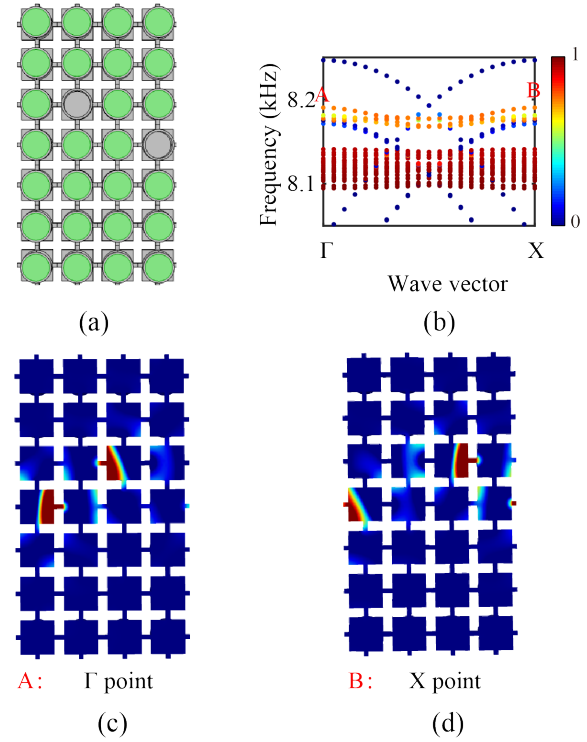 (a)
Frequency (kHz)
8.2
8.1
A
B
Γ
X
Wave vector
1
0
(b)
A: Γ point
B: X point
(c)
(d)